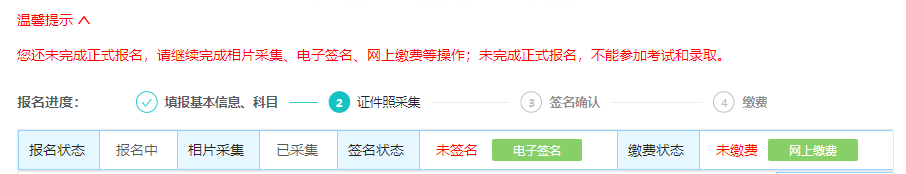 温馨提示 ︿
您还未完成正式报名，请继续完成相片采集、电子签名、网上缴费等操作；未完成正式报名，不能参加考试和录取。
报名进度： 填报基本信息、科目 2 证件照采集 3 签名确认 4 缴费
报名状态 报名中 相片采集 已采集 签名状态 未签名 电子签名 缴费状态 未缴费 网上缴费